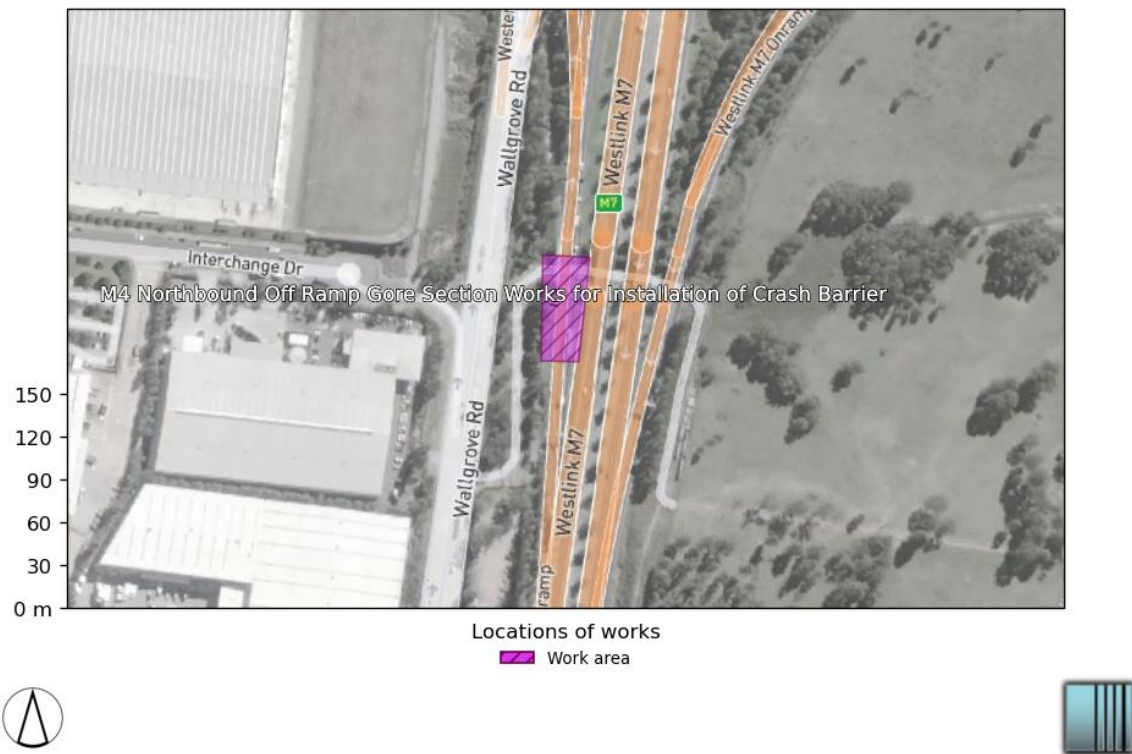 Wester
Wallgrove Rd
Westlink M7
Westlink M7 Onramp
M7
Interchange Dr
M4 Northbound Off Ramp Gore Section Works for Installation of Crash Barrier
Wallgrove Rd
Westlink M7
ramp
150
120
90
60
30
0 m
Locations of works
Work area